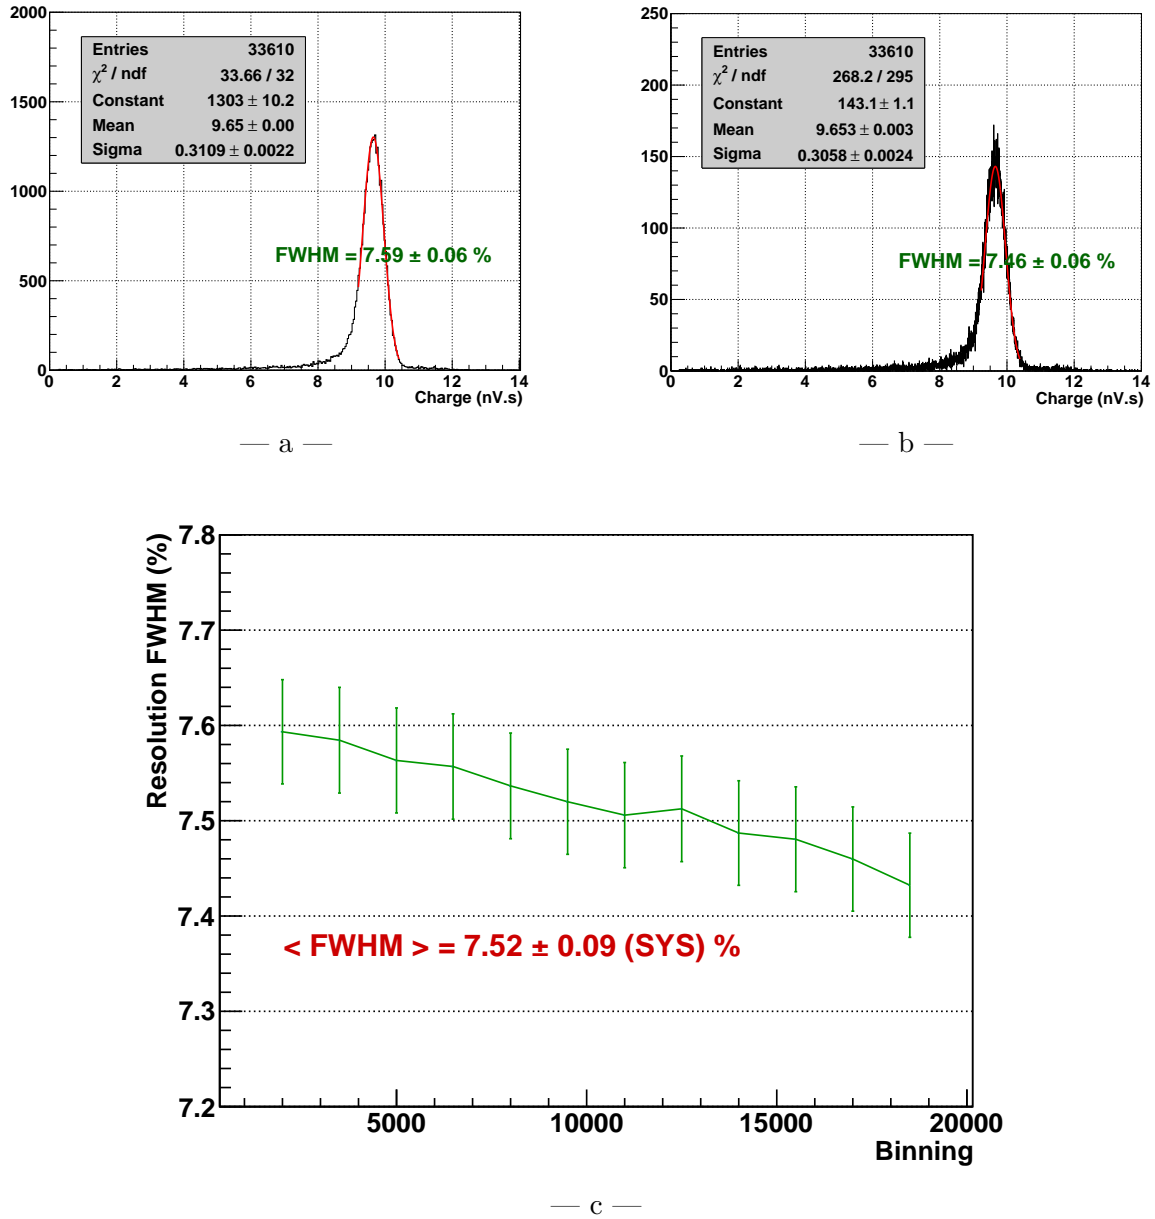 2000
1500
1000
500
0
Entries 33610
χ² / ndf 33.66 / 32
Constant 1303 ± 10.2
Mean 9.65 ± 0.00
Sigma 0.3109 ± 0.0022
FWHM = 7.59 ± 0.06 %
0 2 4 6 8 10 12 14
Charge (nV.s)
— a —
250
200
150
100
50
0
Entries 33610
χ² / ndf 268.2 / 295
Constant 143.1 ± 1.1
Mean 9.653 ± 0.003
Sigma 0.3058 ± 0.0024
FWHM = 7.46 ± 0.06 %
0 2 4 6 8 10 12 14
Charge (nV.s)
— b —
Resolution FWHM (%)
7.8
7.7
7.6
7.5
7.4
7.3
7.2
< FWHM > = 7.52 ± 0.09 (SYS) %
5000 10000 15000 20000
Binning
— c —